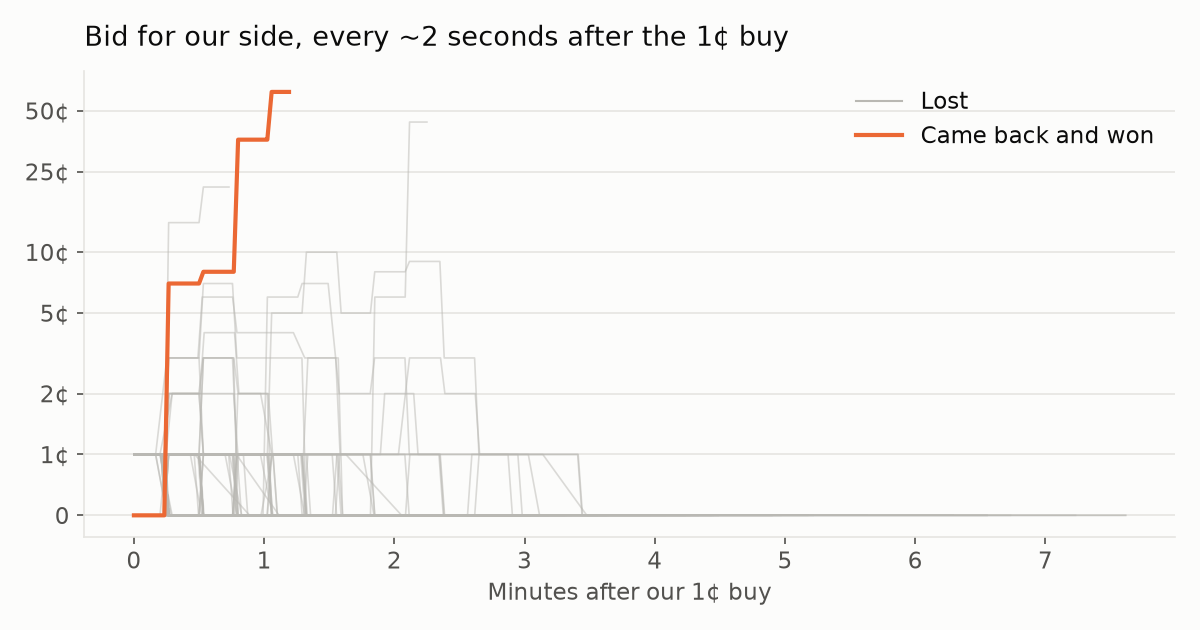 Bid for our side, every ~2 seconds after the 1¢ buy
Lost
Came back and won
50¢
25¢
10¢
5¢
2¢
1¢
0
0 1 2 3 4 5 6 7
Minutes after our 1¢ buy